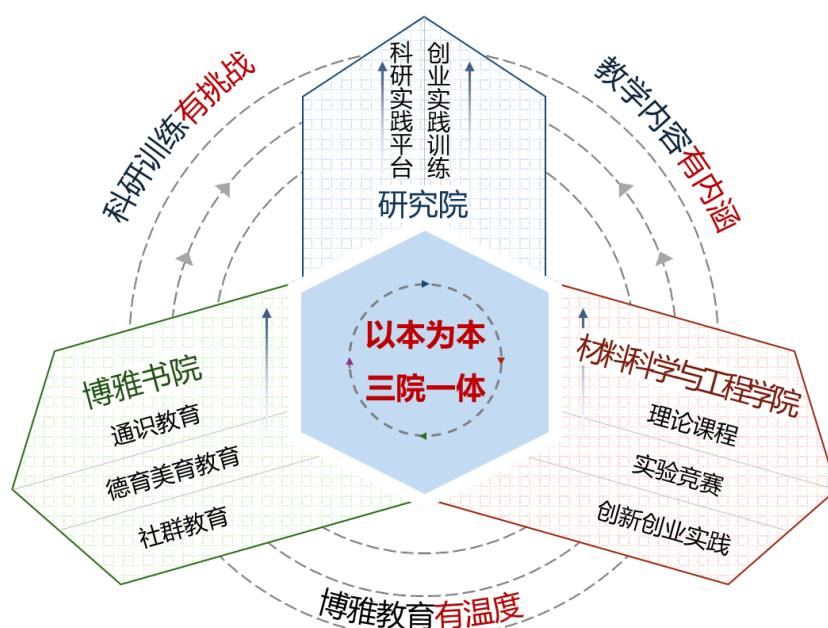 科研训练有挑战
教学内容有内涵
科研实践平台
创业实践训练
研究院
以本为本
三院一体
博雅书院
通识教育
德育美育教育
社群教育
材料科学与工程学院
理论课程
实验竞赛
创新创业实践
博雅教育有温度